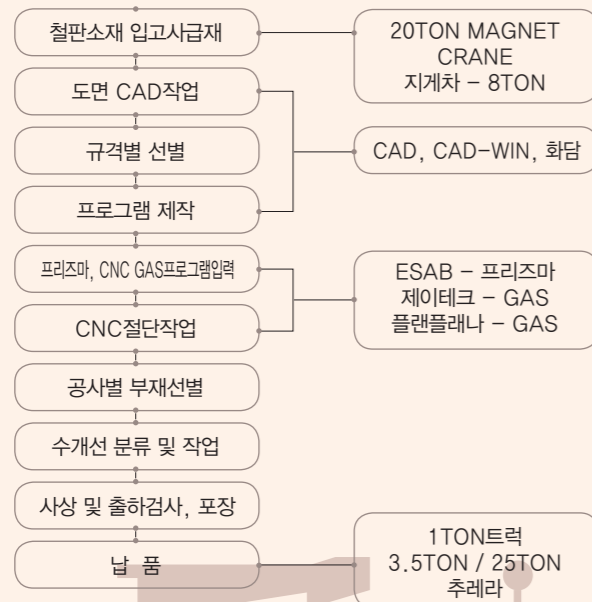 철판소재 입고사급재
20TON MAGNET
CRANE
지게차 - 8TON
도면 CAD작업
규격별 선별
CAD, CAD-WIN, 화담
프로그램 제작
프리즈마, CNC GAS프로그램입력
ESAB - 프리즈마
제이테크 - GAS
플랜플래나 - GAS
CNC절단작업
공사별 부재선별
수개선 분류 및 작업
사상 및 출하검사, 포장
납 품
1TON트럭
3.5TON / 25TON
추레라